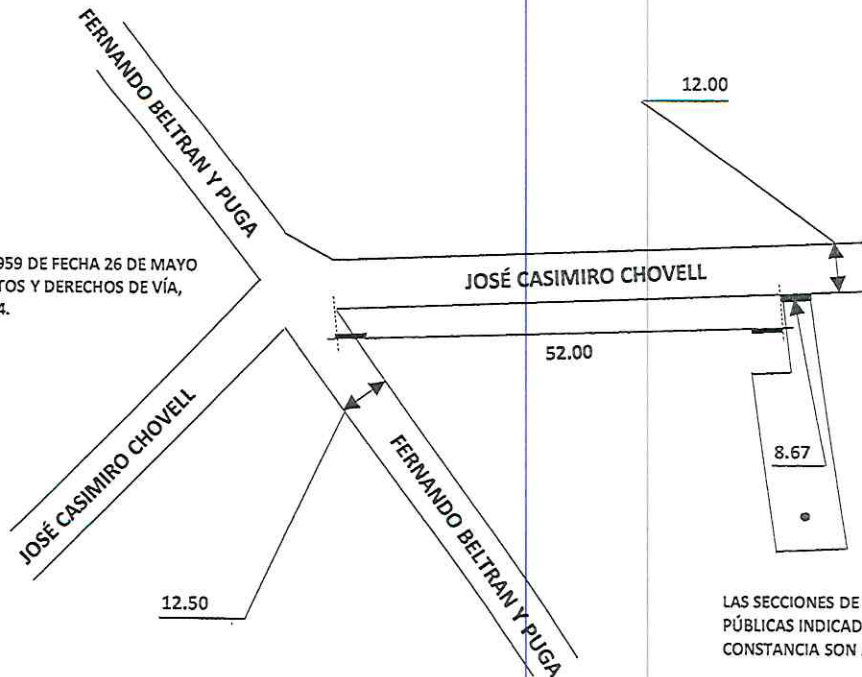 FERNANDO BELTRAN Y PUGA
12.00
959 DE FECHA 26 DE MAYO
TOS Y DERECHOS DE VÍA,
4.
JOSÉ CASIMIRO CHOVELL
52.00
JOSÉ CASIMIRO CHOVELL
FERNANDO BELTRAN Y PUGA
8.67
12.50
LAS SECCIONES DE
PÚBLICAS INDICAD
CONSTANCIA SON